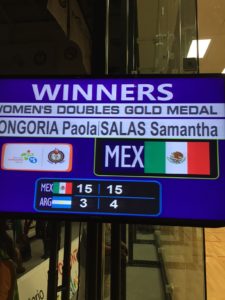 WINNERS
WOMEN'S DOUBLES GOLD MEDAL
ONGORIA Paola SALAS Samantha
MEX
MEX 15 15
ARG 3 4